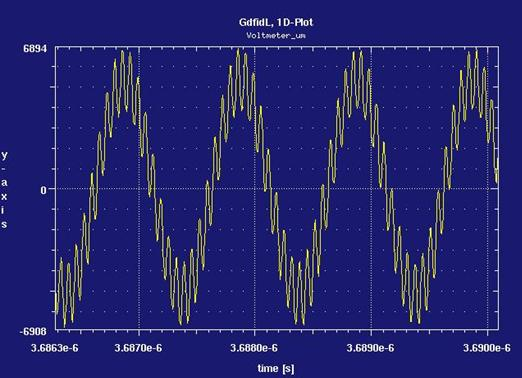 GdfidL, 1D-Plot
Voltmeter_um
6894
y-axis
0
-6908
3.6863e-6 3.6870e-6 3.6880e-6 3.6890e-6 3.6900e-6
time [s]